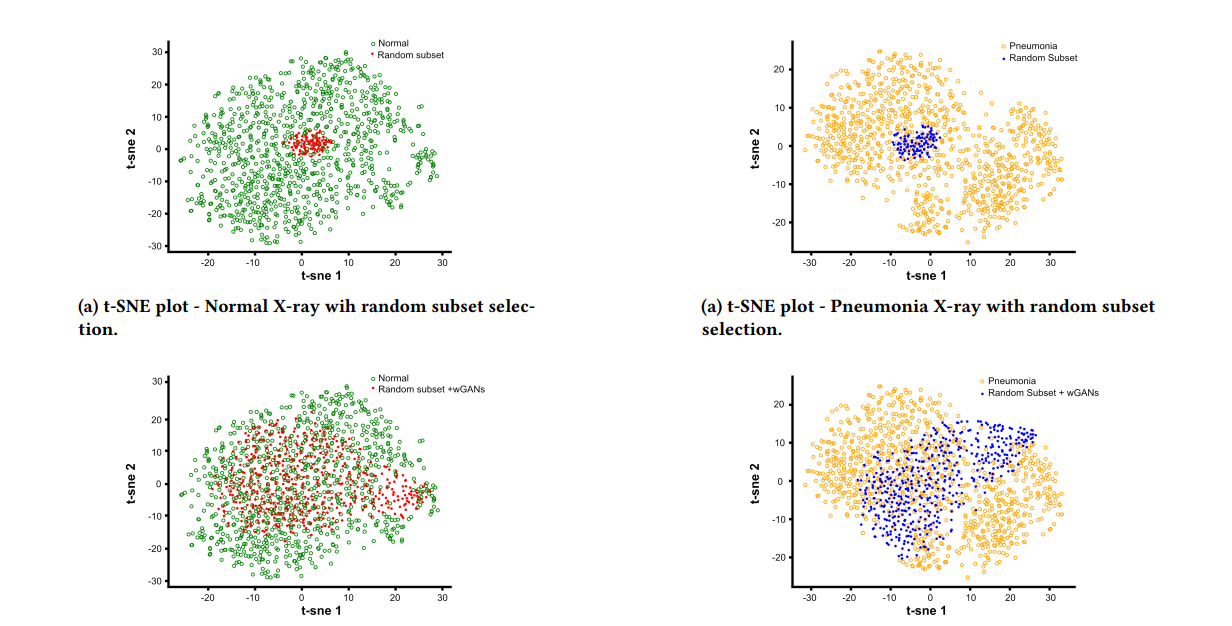 Normal
Random subset
30
20
10
0
-10
-20
-30
t-sne 2
-20 -10 0 10 20 30
t-sne 1
(a) t-SNE plot - Normal X-ray wih random subset selec-
tion.
Pneumonia
Random Subset
20
10
0
-10
-20
t-sne 2
-30 -20 -10 0 10 20 30
t-sne 1
(a) t-SNE plot - Pneumonia X-ray with random subset
selection.
Normal
Random subset +wGANs
30
20
10
0
-10
-20
-30
t-sne 2
-20 -10 0 10 20 30
t-sne 1
Pneumonia
Random Subset + wGANs
20
10
0
-10
-20
t-sne 2
-30 -20 -10 0 10 20 30
t-sne 1